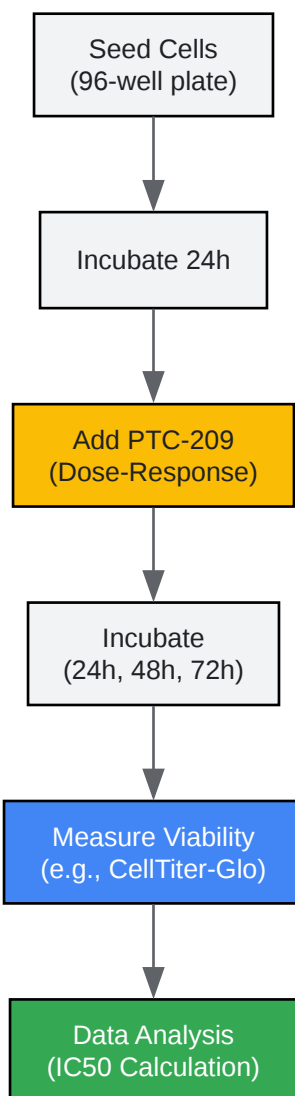 Seed Cells
(96-well plate)
Incubate 24h
Add PTC-209
(Dose-Response)
Incubate
(24h, 48h, 72h)
Measure Viability
(e.g., CellTiter-Glo)
Data Analysis
(IC50 Calculation)